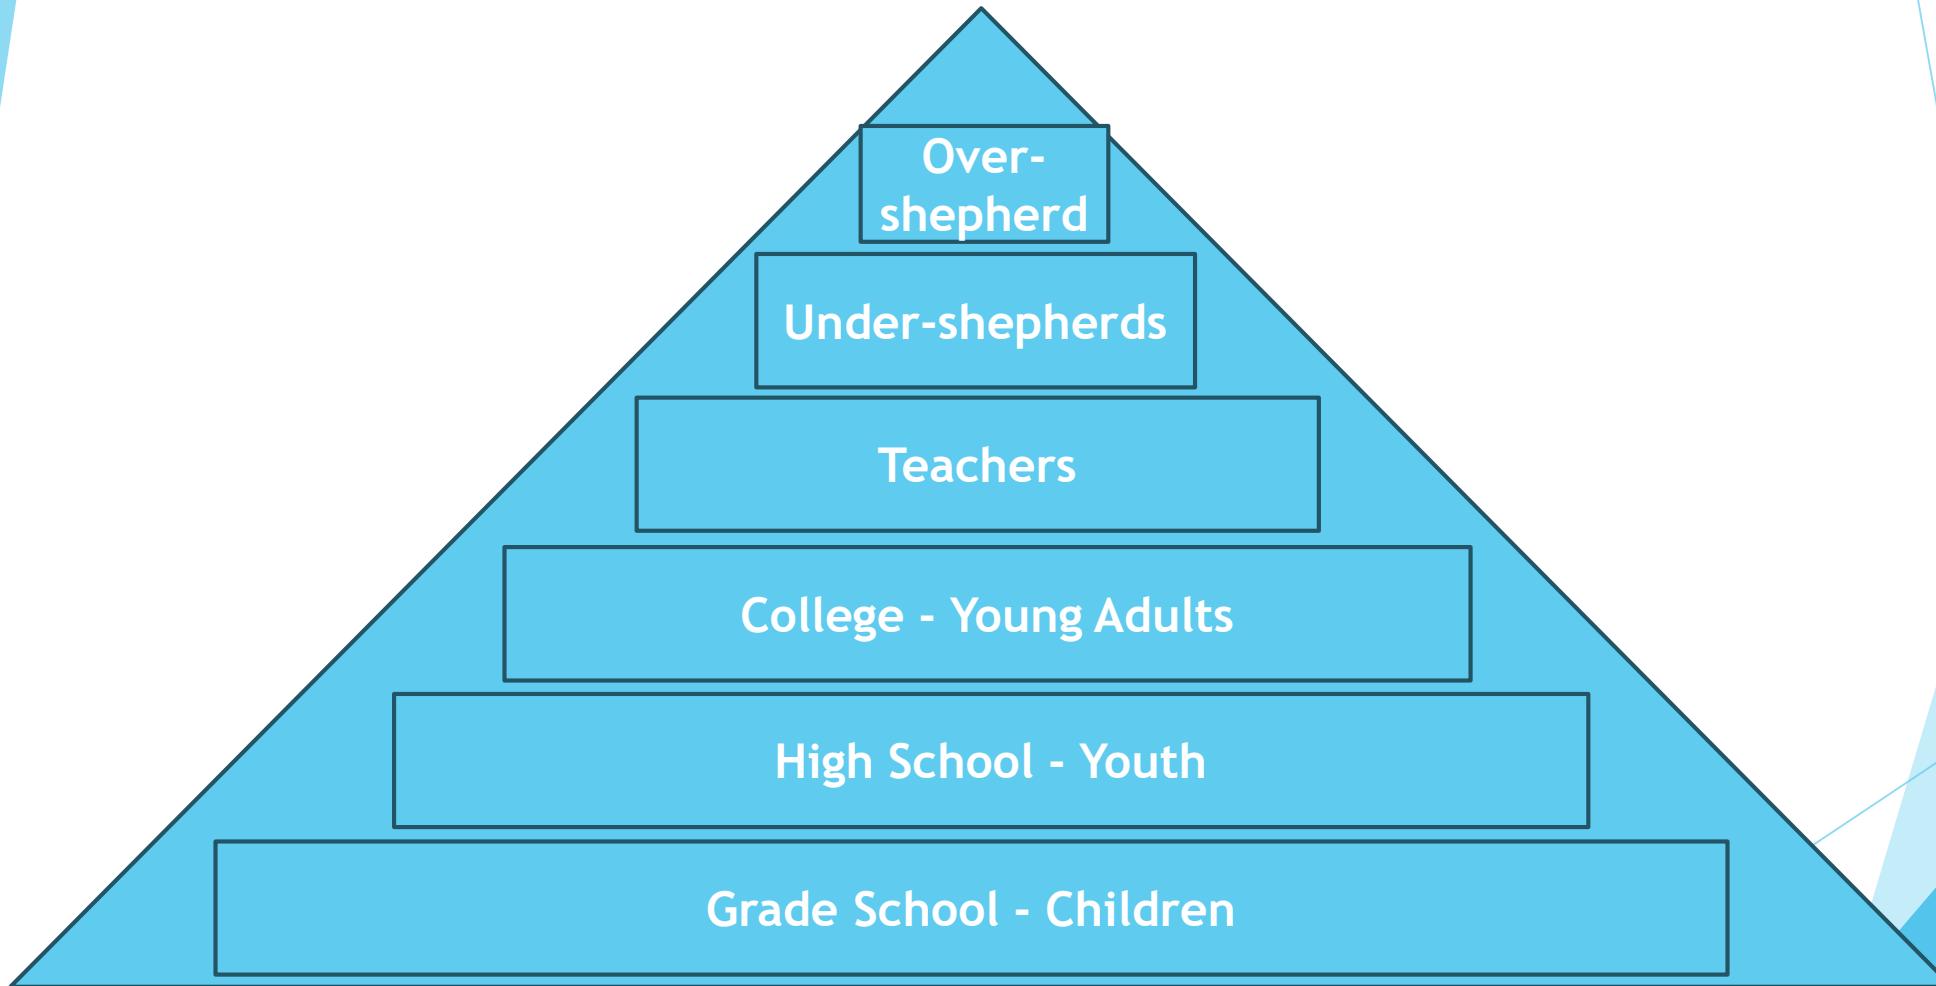 Over-
shepherd
Under-shepherds
Teachers
College - Young Adults
High School - Youth
Grade School - Children